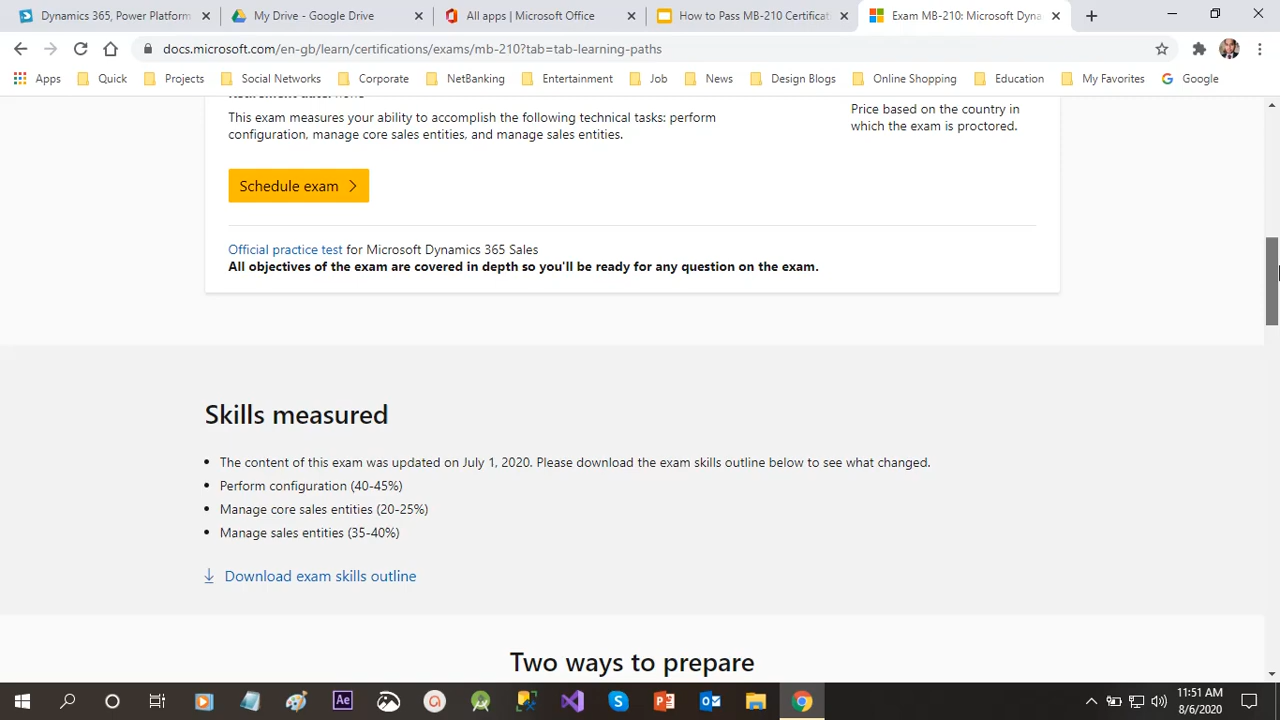 Dynamics 365, Power Platform
My Drive - Google Drive
All apps | Microsoft Office
How to Pass MB-210 Certificat
Exam MB-210: Microsoft Dyna
docs.microsoft.com/en-gb/learn/certifications/exams/mb-210?tab=tab-learning-paths
Apps
Quick
Projects
Social Networks
Corporate
NetBanking
Entertainment
Job
News
Design Blogs
Online Shopping
Education
My Favorites
Google
Retirement date: none
This exam measures your ability to accomplish the following technical tasks: perform
configuration, manage core sales entities, and manage sales entities.
Price based on the country in
which the exam is proctored.
Schedule exam
Official practice test for Microsoft Dynamics 365 Sales
All objectives of the exam are covered in depth so you'll be ready for any question on the exam.
Skills measured
The content of this exam was updated on July 1, 2020. Please download the exam skills outline below to see what changed.
Perform configuration (40-45%)
Manage core sales entities (20-25%)
Manage sales entities (35-40%)
Download exam skills outline
Two ways to prepare
Ae
11:51 AM
8/6/2020